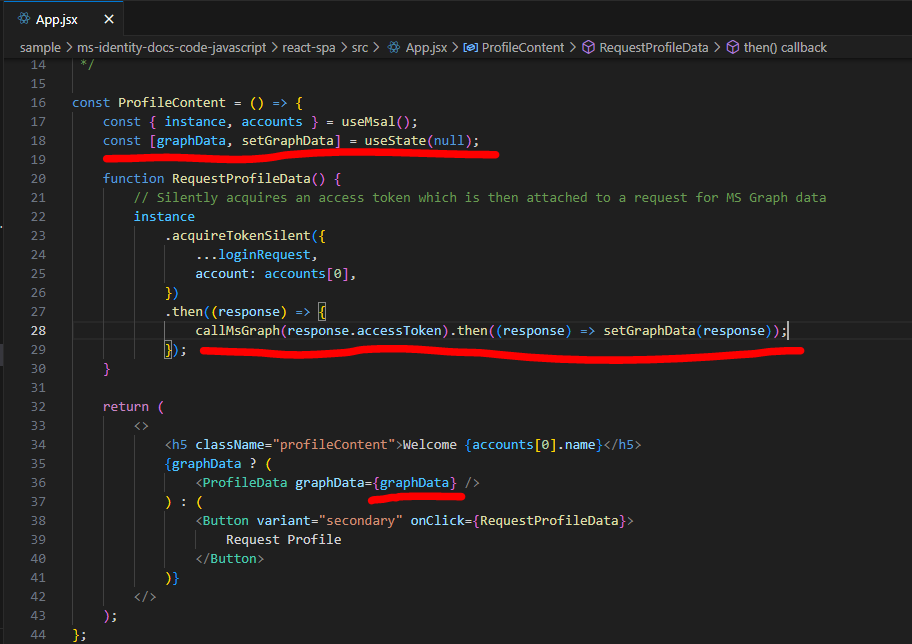 App.jsx
sample > ms-identity-docs-code-javascript > react-spa > src > App.jsx > ProfileContent > RequestProfileData > then() callback
14 */
15
16 const ProfileContent = () => {
17 const { instance, accounts } = useMsal();
18 const [graphData, setGraphData] = useState(null);
19
20 function RequestProfileData() {
21 // Silently acquires an access token which is then attached to a request for MS Graph data
22 instance
23 .acquireTokenSilent({
24 ...loginRequest,
25 account: accounts[0],
26 })
27 .then((response) => {
28 callMsGraph(response.accessToken).then((response) => setGraphData(response));
29 });
30 }
31
32 return (
33 <>
34 <h5 className="profileContent">Welcome {accounts[0].name}</h5>
35 {graphData ? (
36 <ProfileData graphData={graphData} />
37 ) : (
38 <Button variant="secondary" onClick={RequestProfileData}>
39 Request Profile
40 </Button>
41 )}
42 </>
43 );
44 };